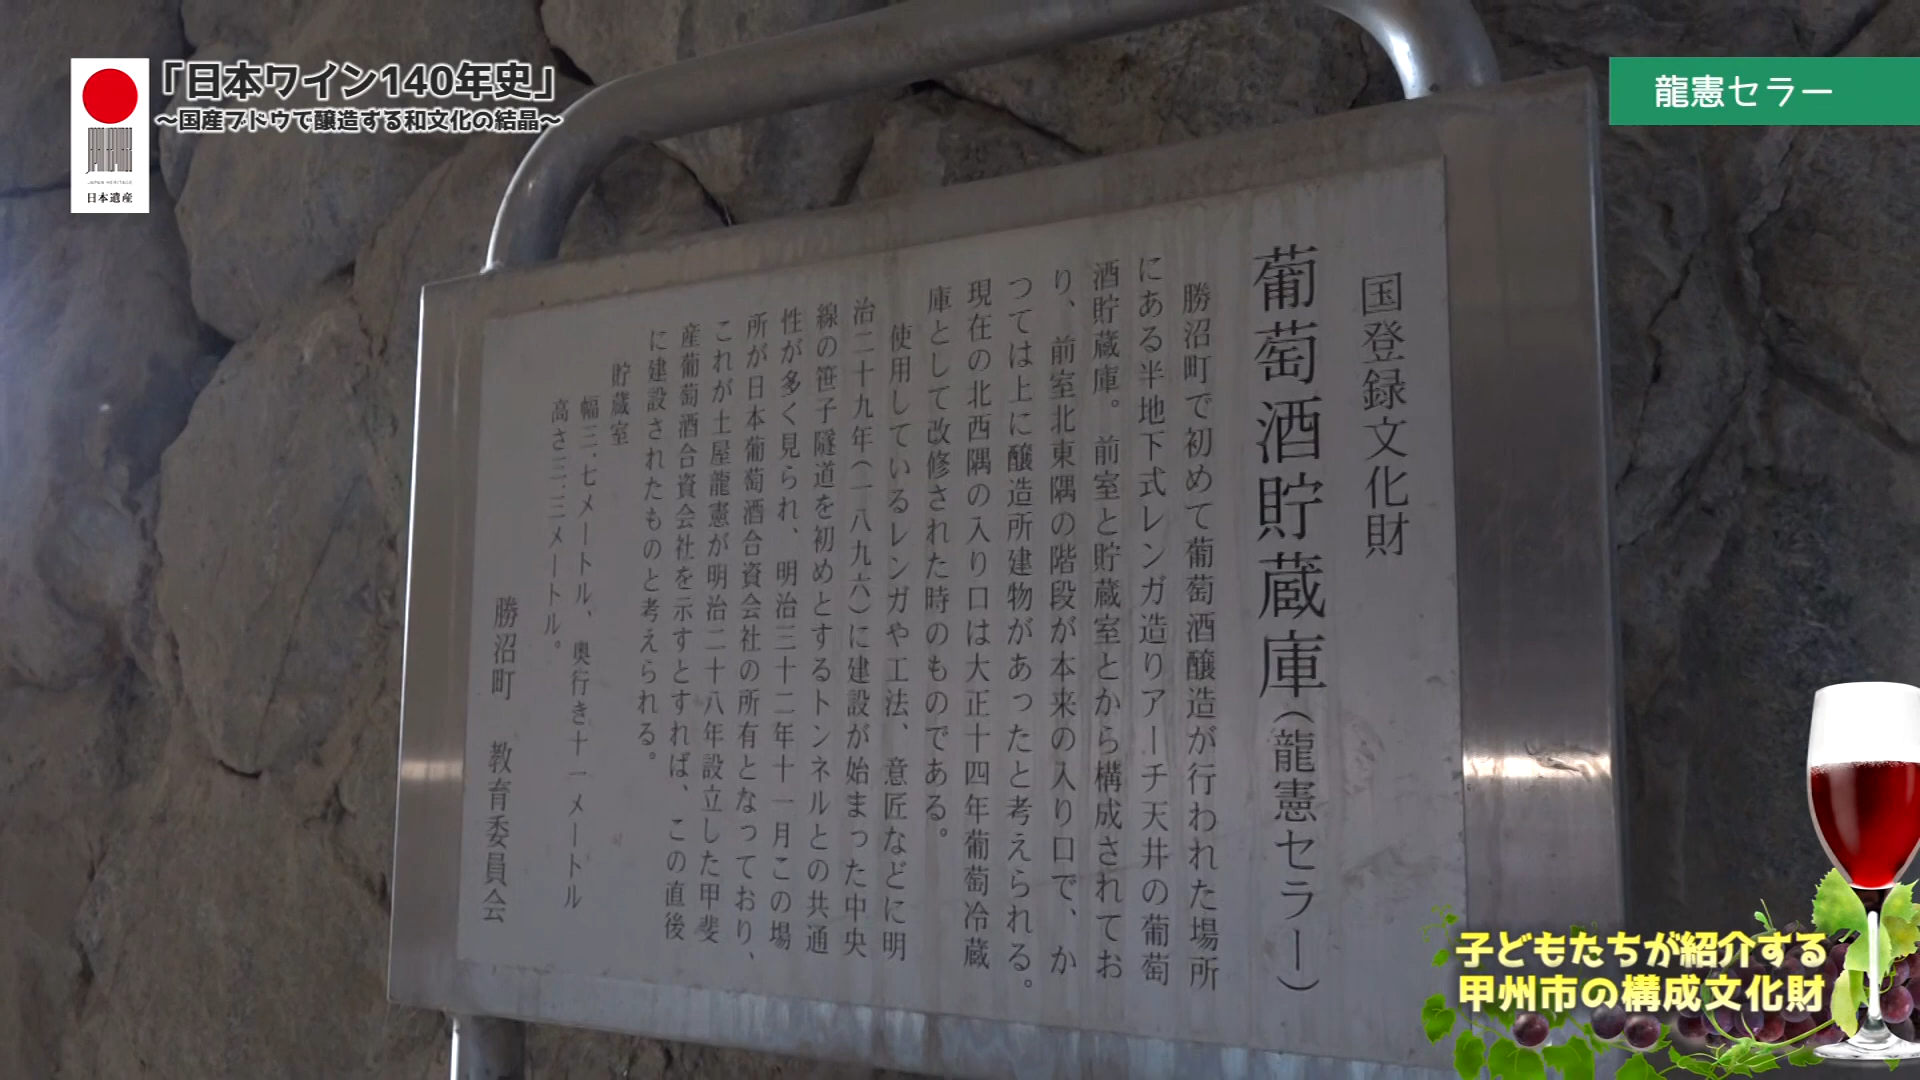 「日本ワイン140年史」
〜国産ブドウで醸造する和文化の結晶〜
JAPAN HERITAGE
日本遺産
龍憲セラー
国登録文化財
葡萄酒貯蔵庫(龍憲セラー)
勝沼町で初めて葡萄酒醸造が行われた場所
にある半地下式レンガ造りアーチ天井の葡萄
酒貯蔵庫。前室と貯蔵室とから構成されてお
り、前室北東隅の階段が本来の入り口で、か
つては上に醸造所建物があったと考えられる。
現在の北西隅の入り口は大正十四年葡萄冷蔵
庫として改修された時のものである。
使用しているレンガや工法、意匠などに明
治二十九年(一八九六)に建設が始まった中央
線の笹子隧道を初めとするトンネルとの共通
性が多く見られ、明治三十二年十一月この場
所が日本葡萄酒合資会社の所有となっており、
これが土屋龍憲が明治二十八年設立した甲斐
産葡萄酒合資会社を示すとすれば、この直後
に建設されたものと考えられる。
貯蔵室
幅三.七メートル、奥行き十一メートル
高さ三.三メートル。
勝沼町 教育委員会
子どもたちが紹介する
甲州市の構成文化財